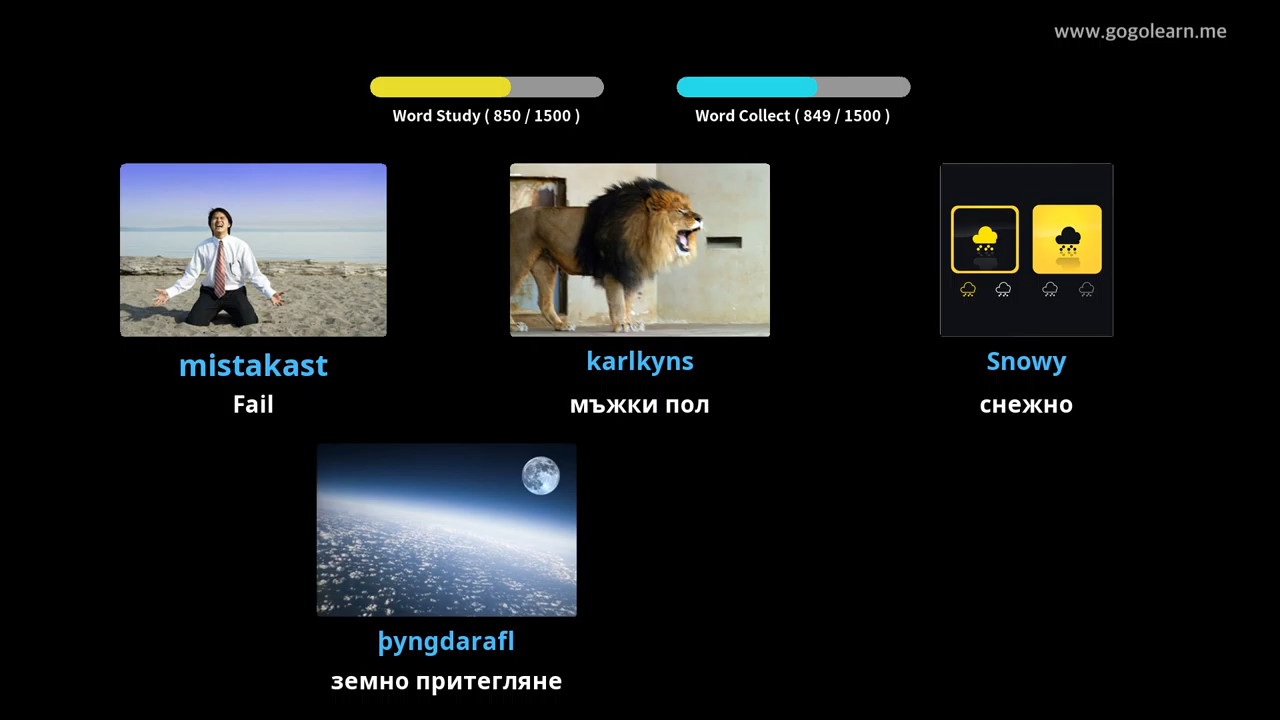 www.gogolearn.me
Word Study ( 850 / 1500 )
Word Collect ( 849 / 1500 )
mistakast
Fail
karlkyns
мъжки пол
Snowy
снежно
þyngdarafl
земно притегляне